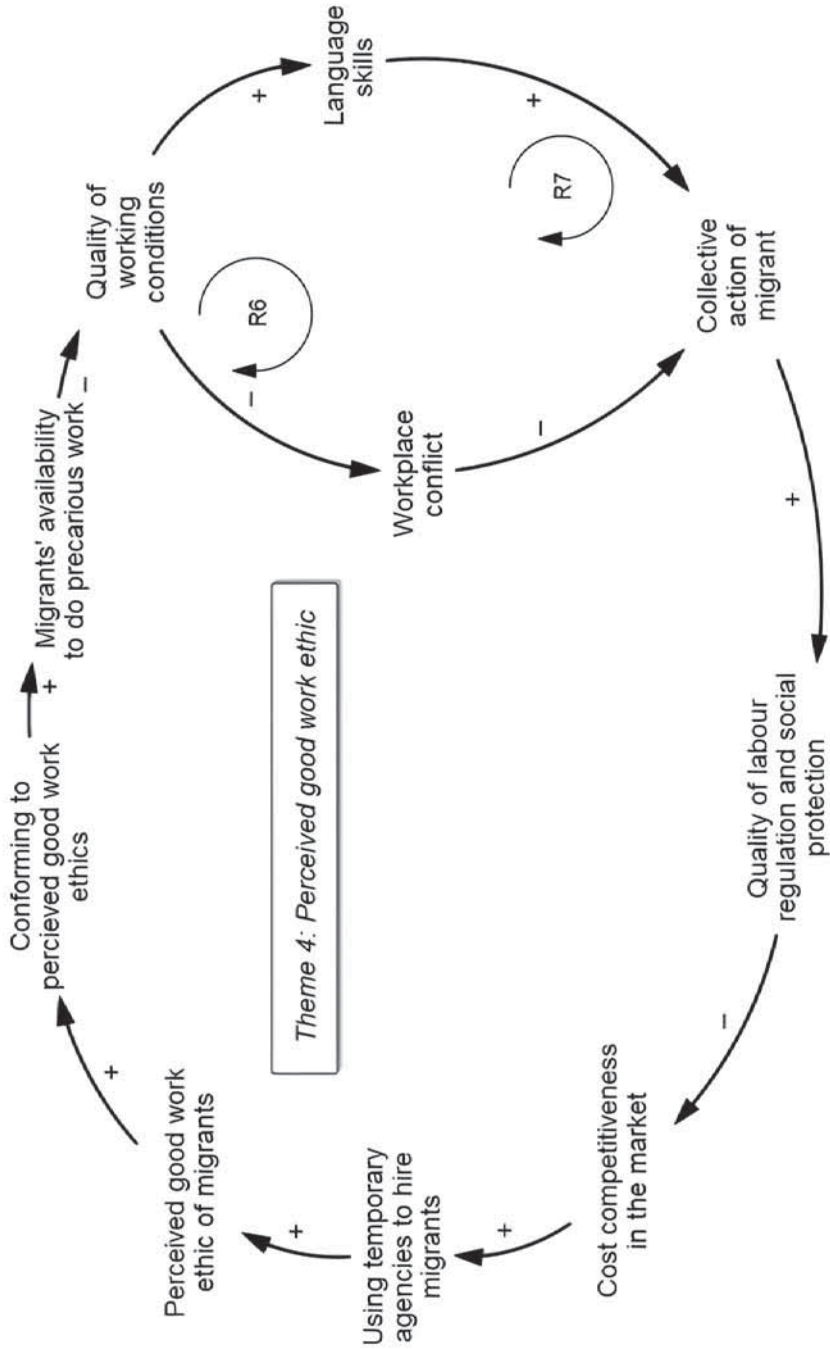 Conforming to
percieved good work
ethics
+
Migrants' availability
to do precarious work
–
Quality of
working
conditions
+
Language
skills
+
R7
R6
–
Workplace
conflict
–
Collective
action of
migrant
+
Quality of labour
regulation and social
protection
–
Cost competitiveness
in the market
+
Using temporary
agencies to hire
migrants
+
Perceived good work
ethic of migrants
+
Theme 4: Perceived good work ethic